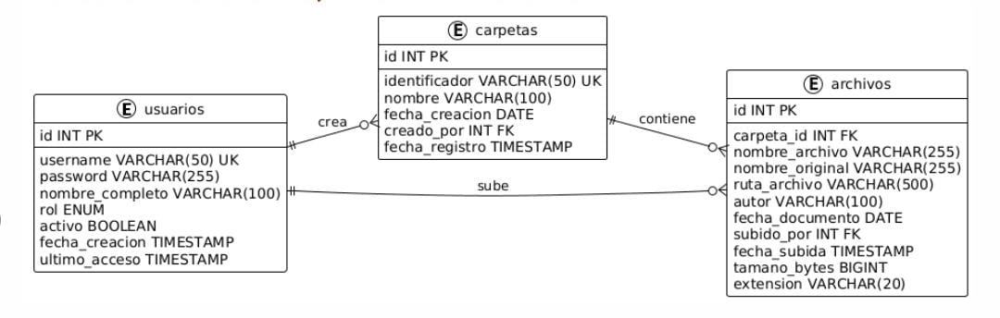 E carpetas
id INT PK
identificador VARCHAR(50) UK
nombre VARCHAR(100)
fecha_creacion DATE
creado_por INT FK
fecha_registro TIMESTAMP
E usuarios
id INT PK
username VARCHAR(50) UK
password VARCHAR(255)
nombre_completo VARCHAR(100)
rol ENUM
activo BOOLEAN
fecha_creacion TIMESTAMP
ultimo_acceso TIMESTAMP
crea
contiene
sube
E archivos
id INT PK
carpeta_id INT FK
nombre_archivo VARCHAR(255)
nombre_original VARCHAR(255)
ruta_archivo VARCHAR(500)
autor VARCHAR(100)
fecha_documento DATE
subido_por INT FK
fecha_subida TIMESTAMP
tamano_bytes BIGINT
extension VARCHAR(20)